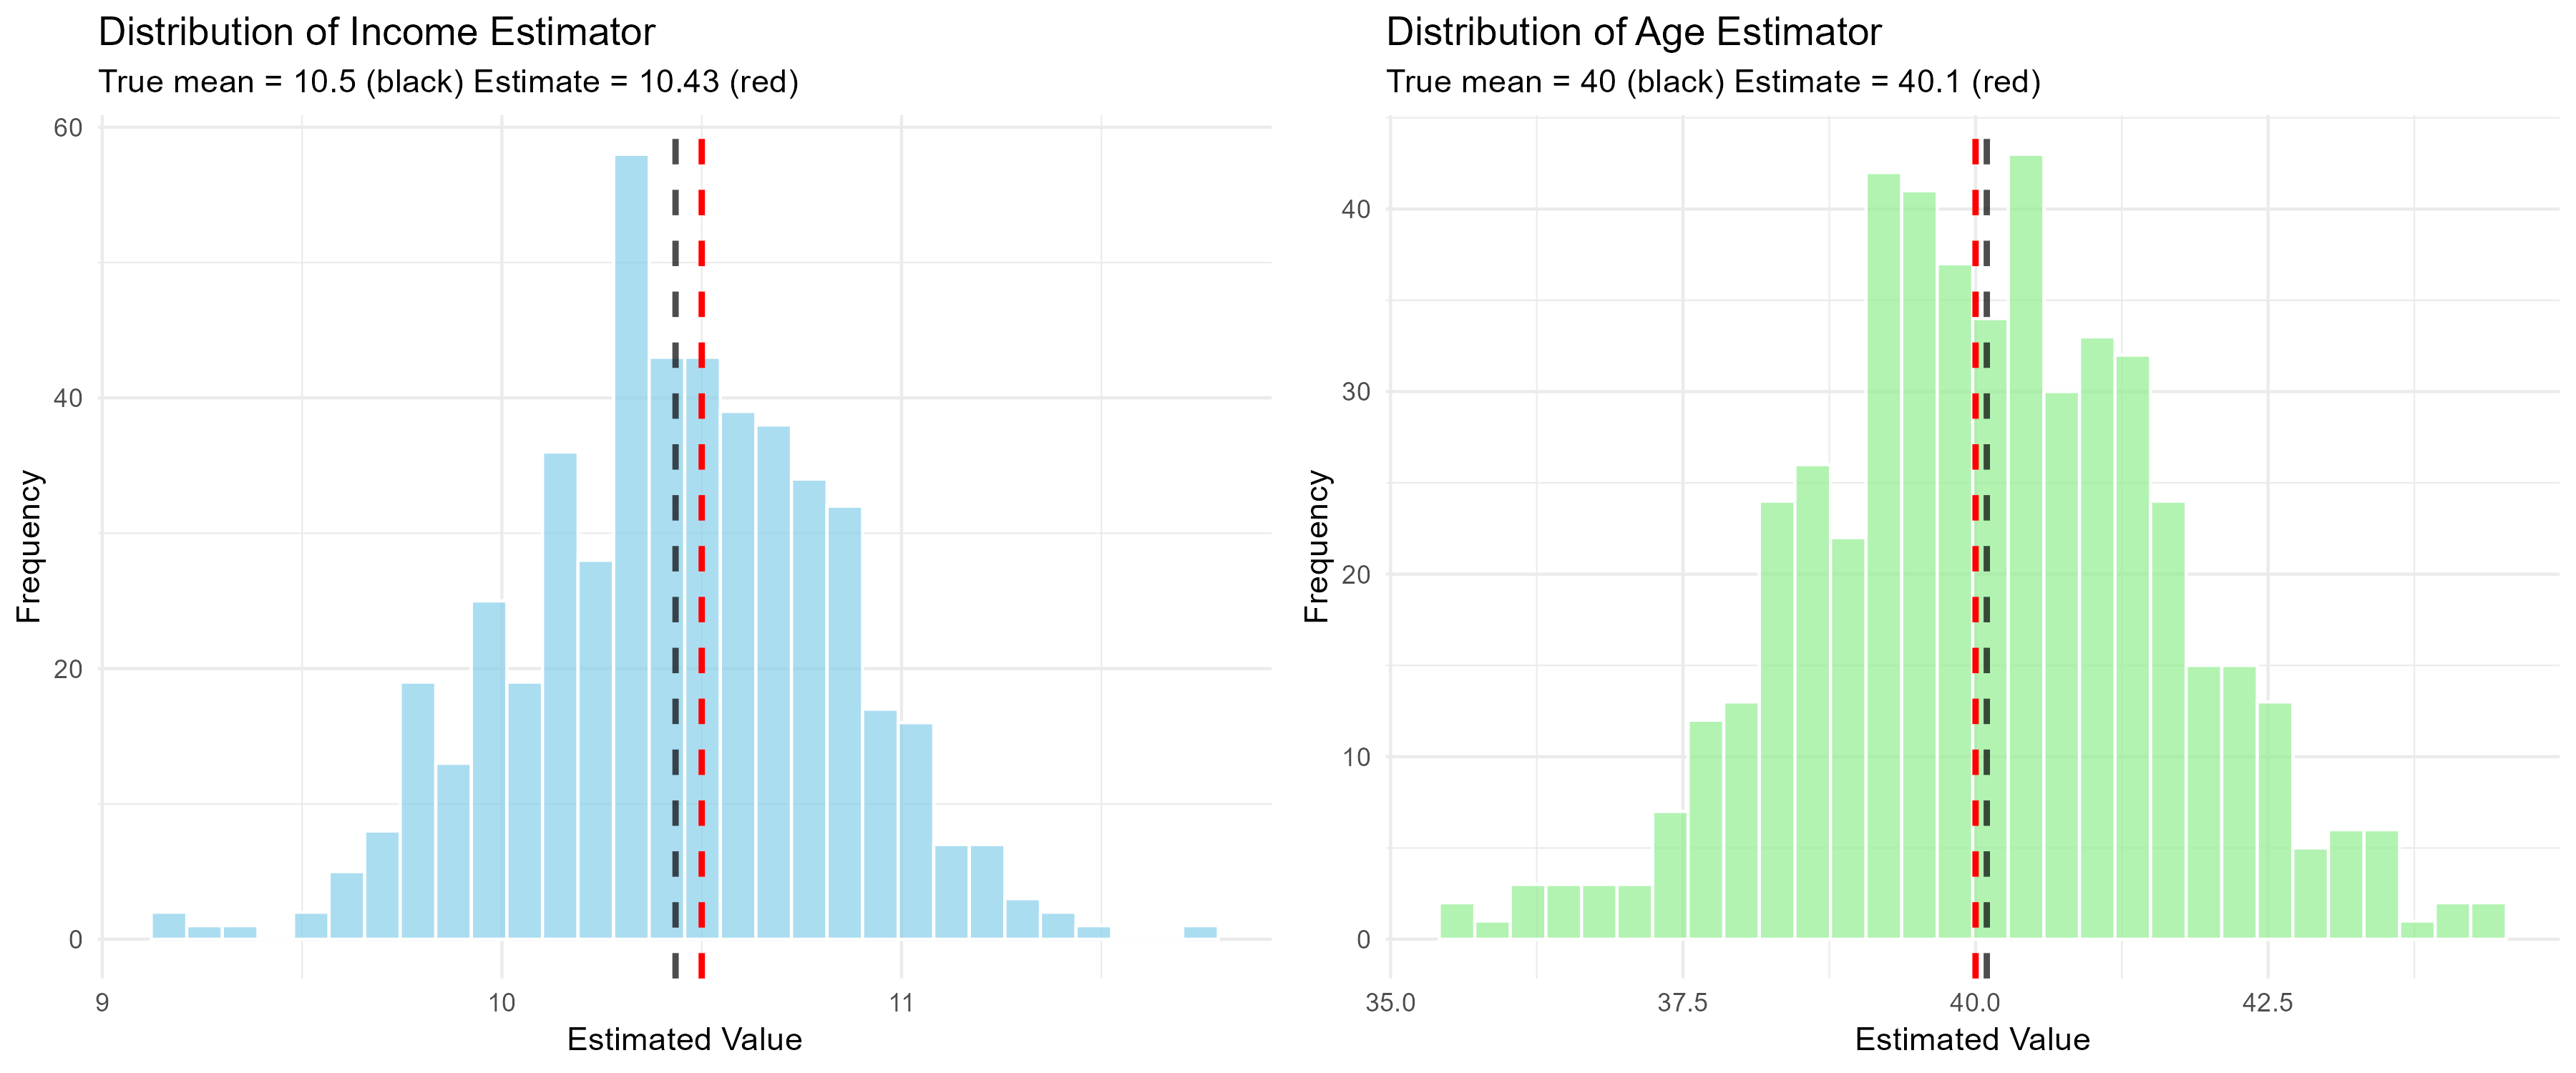 Distribution of Income Estimator
True mean = 10.5 (black) Estimate = 10.43 (red)
60
40
20
0
Frequency
9
10
11
Estimated Value
Distribution of Age Estimator
True mean = 40 (black) Estimate = 40.1 (red)
40
30
20
10
0
Frequency
35.0
37.5
40.0
42.5
Estimated Value